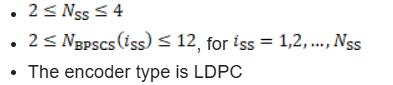 • 2 ≤ N_SS ≤ 4
• 2 ≤ N_BPSCS(i_SS) ≤ 12, for i_SS = 1,2, ..., N_SS
• The encoder type is LDPC